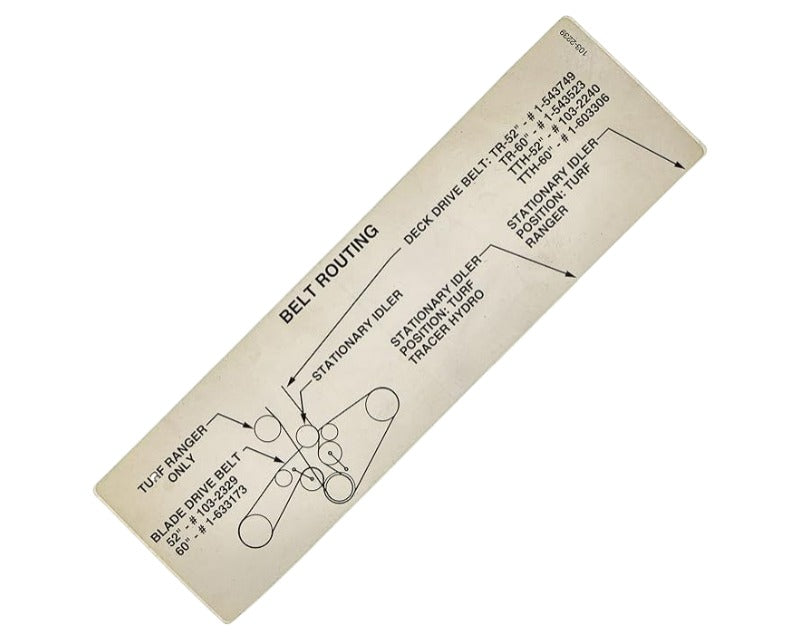 103-2239
BELT ROUTING
DECK DRIVE BELT: TR-52" - # 1-543749
TR-60" - # 1-543523
TTH-52" - # 103-2240
TTH-60" - # 1-603306
STATIONARY IDLER
POSITION: TURF
RANGER
STATIONARY IDLER
STATIONARY IDLER
POSITION: TURF
TRACER HYDRO
TURF RANGER
ONLY
BLADE DRIVE BELT
52" - # 103-2329
60" - # 1-633173